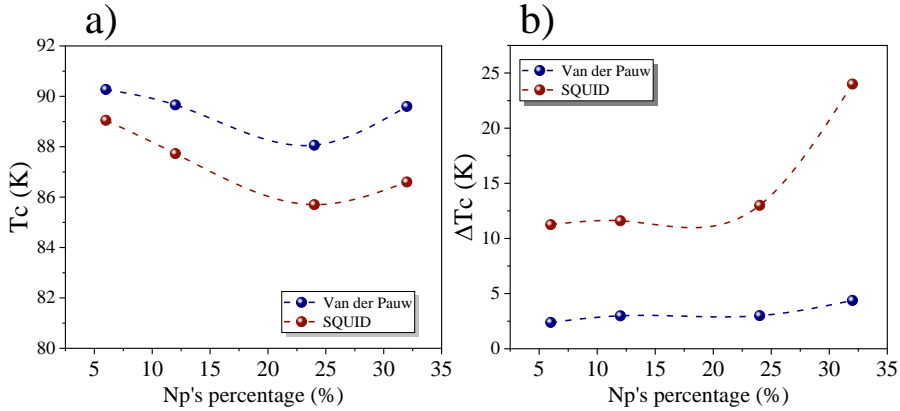 a)
92
90
88
86
84
82
80
Tc (K)
5 10 15 20 25 30 35
Np's percentage (%)
Van der Pauw
SQUID
b)
25
20
15
10
5
0
ΔTc (K)
5 10 15 20 25 30 35
Np's percentage (%)
Van der Pauw
SQUID